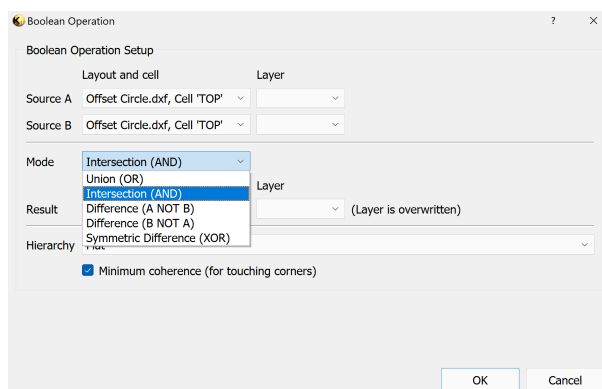 Boolean Operation ? ×
Boolean Operation Setup
Layout and cell Layer
Source A Offset Circle.dxf, Cell 'TOP'
Source B Offset Circle.dxf, Cell 'TOP'
Mode Intersection (AND)
Union (OR)
Intersection (AND)
Layer
Difference (A NOT B)
Result (Layer is overwritten)
Difference (B NOT A)
Symmetric Difference (XOR)
Hierarchy
Minimum coherence (for touching corners)
OK Cancel